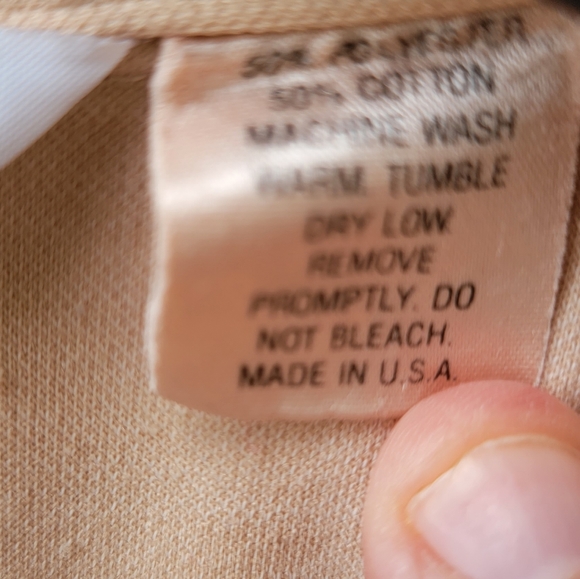 50% POLYESTER
50% COTTON
MACHINE WASH
WARM. TUMBLE
DRY LOW.
REMOVE
PROMPTLY. DO
NOT BLEACH.
MADE IN U.S.A.